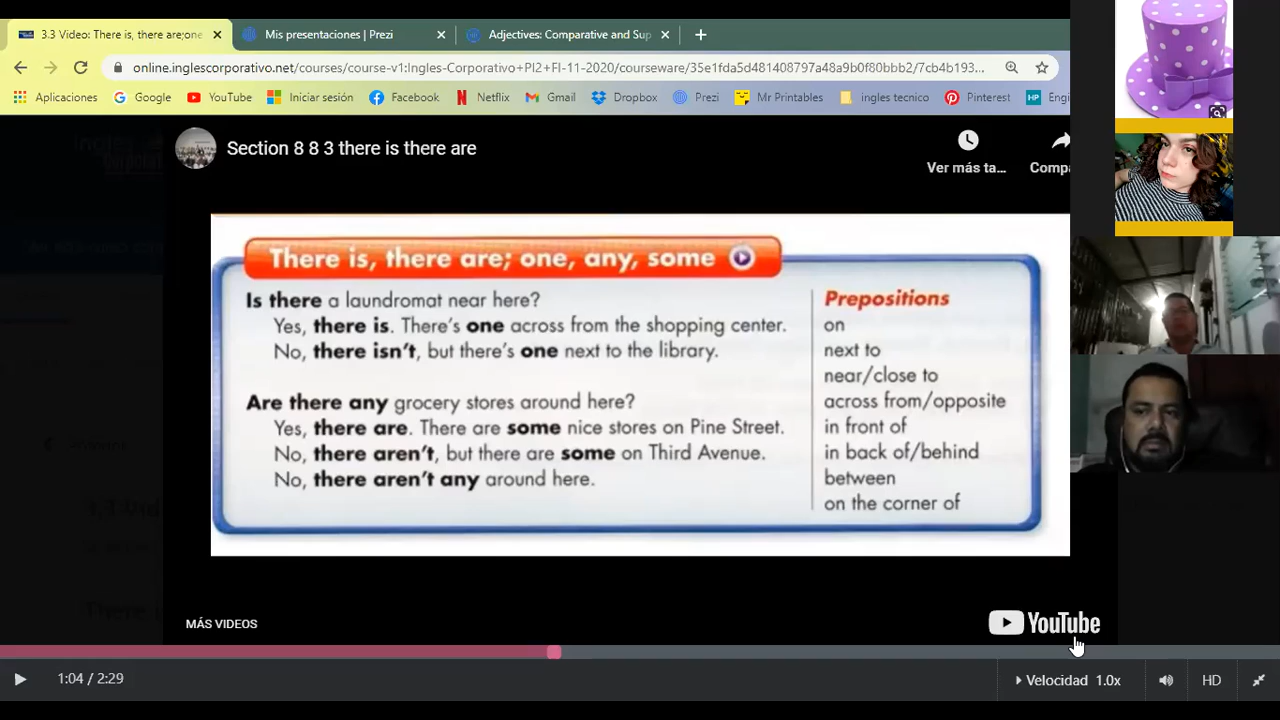 3.3 Video: There is, there are;one
Mis presentaciones | Prezi
Adjectives: Comparative and Sup
online.inglescorporativo.net/courses/course-v1:Ingles-Corporativo+PI2+FI-11-2020/courseware/35e1fda5d481408797a48a9b0f80bbb2/7cb4b193...
Aplicaciones
Google
YouTube
Iniciar sesión
Facebook
Netflix
Gmail
Dropbox
Prezi
Mr Printables
ingles tecnico
Pinterest
HP
Engl
Section 8 8 3 there is there are
Ver más ta...
Compa
There is, there are; one, any, some
Is there a laundromat near here?
Yes, there is. There's one across from the shopping center.
No, there isn't, but there's one next to the library.
Are there any grocery stores around here?
Yes, there are. There are some nice stores on Pine Street.
No, there aren't, but there are some on Third Avenue.
No, there aren't any around here.
Prepositions
on
next to
near/close to
across from/opposite
in front of
in back of/behind
between
on the corner of
MÁS VIDEOS
YouTube
1:04 / 2:29
Velocidad 1.0x
HD